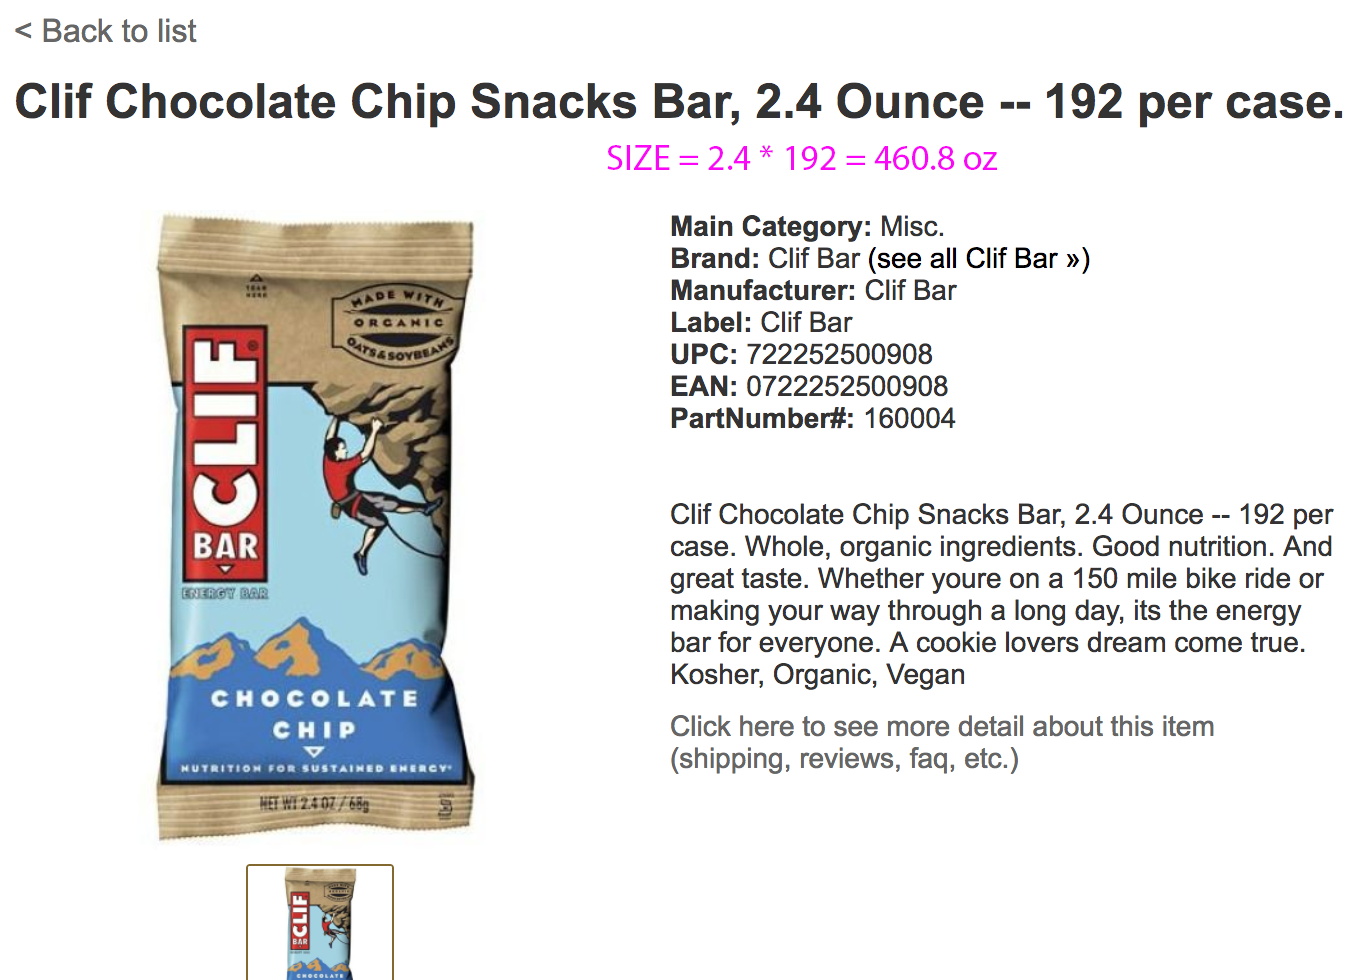 < Back to list
Clif Chocolate Chip Snacks Bar, 2.4 Ounce -- 192 per case.
SIZE = 2.4 * 192 = 460.8 oz
TEAR
HERE
MADE WITH
ORGANIC
OATS & SOYBEANS
CLIF®
BAR
ENERGY BAR
CHOCOLATE
CHIP
NUTRITION FOR SUSTAINED ENERGY®
NET WT 2.4 OZ / 68g
Main Category: Misc.
Brand: Clif Bar (see all Clif Bar »)
Manufacturer: Clif Bar
Label: Clif Bar
UPC: 722252500908
EAN: 0722252500908
PartNumber#: 160004
Clif Chocolate Chip Snacks Bar, 2.4 Ounce -- 192 per
case. Whole, organic ingredients. Good nutrition. And
great taste. Whether youre on a 150 mile bike ride or
making your way through a long day, its the energy
bar for everyone. A cookie lovers dream come true.
Kosher, Organic, Vegan
Click here to see more detail about this item
(shipping, reviews, faq, etc.)
CLIF
BAR
CHOCOLATE